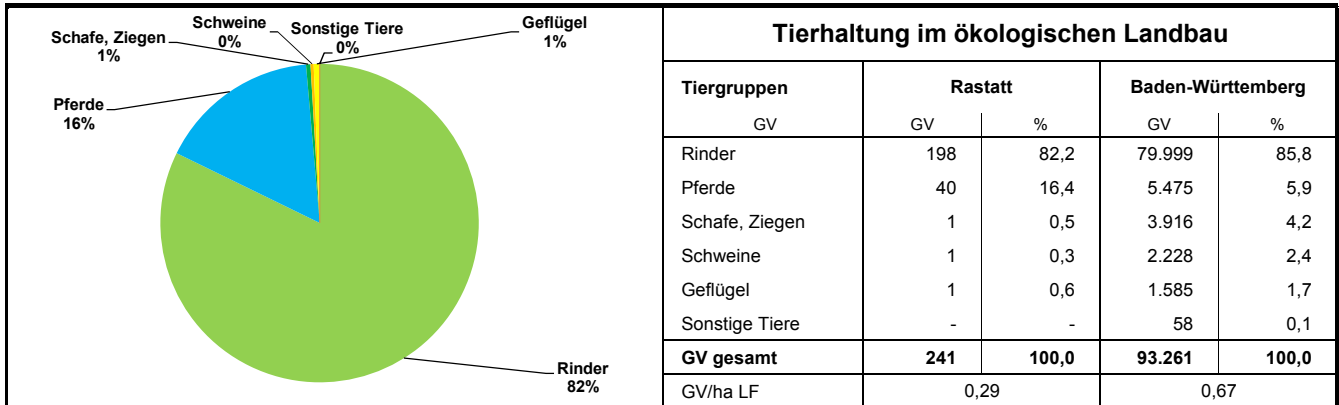 Schweine
0%
Sonstige Tiere
0%
Geflügel
1%
Schafe, Ziegen
1%
Pferde
16%
Rinder
82%
Tierhaltung im ökologischen Landbau
Tiergruppen Rastatt Baden-Württemberg
GV GV % GV %
Rinder 198 82,2 79.999 85,8
Pferde 40 16,4 5.475 5,9
Schafe, Ziegen 1 0,5 3.916 4,2
Schweine 1 0,3 2.228 2,4
Geflügel 1 0,6 1.585 1,7
Sonstige Tiere - - 58 0,1
GV gesamt 241 100,0 93.261 100,0
GV/ha LF 0,29 0,67